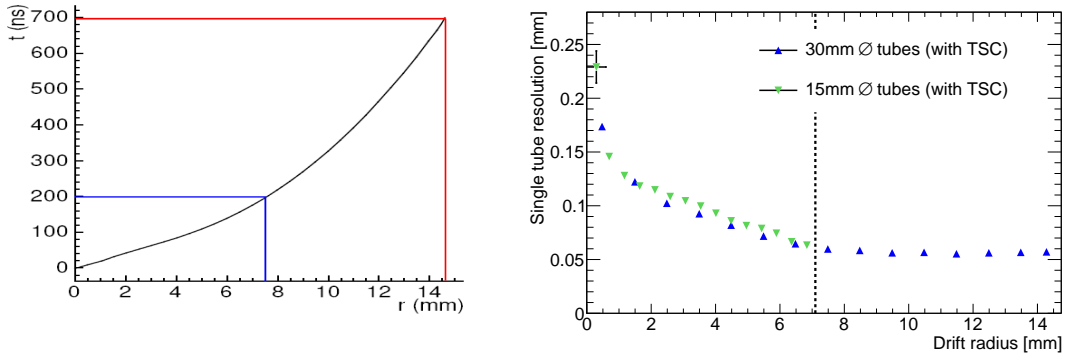 t (ns)
700
600
500
400
300
200
100
0
0 2 4 6 8 10 12 14
r (mm)
Single tube resolution [mm]
0.25
0.2
0.15
0.1
0.05
0
30mm ∅ tubes (with TSC)
15mm ∅ tubes (with TSC)
0 2 4 6 8 10 12 14
Drift radius [mm]